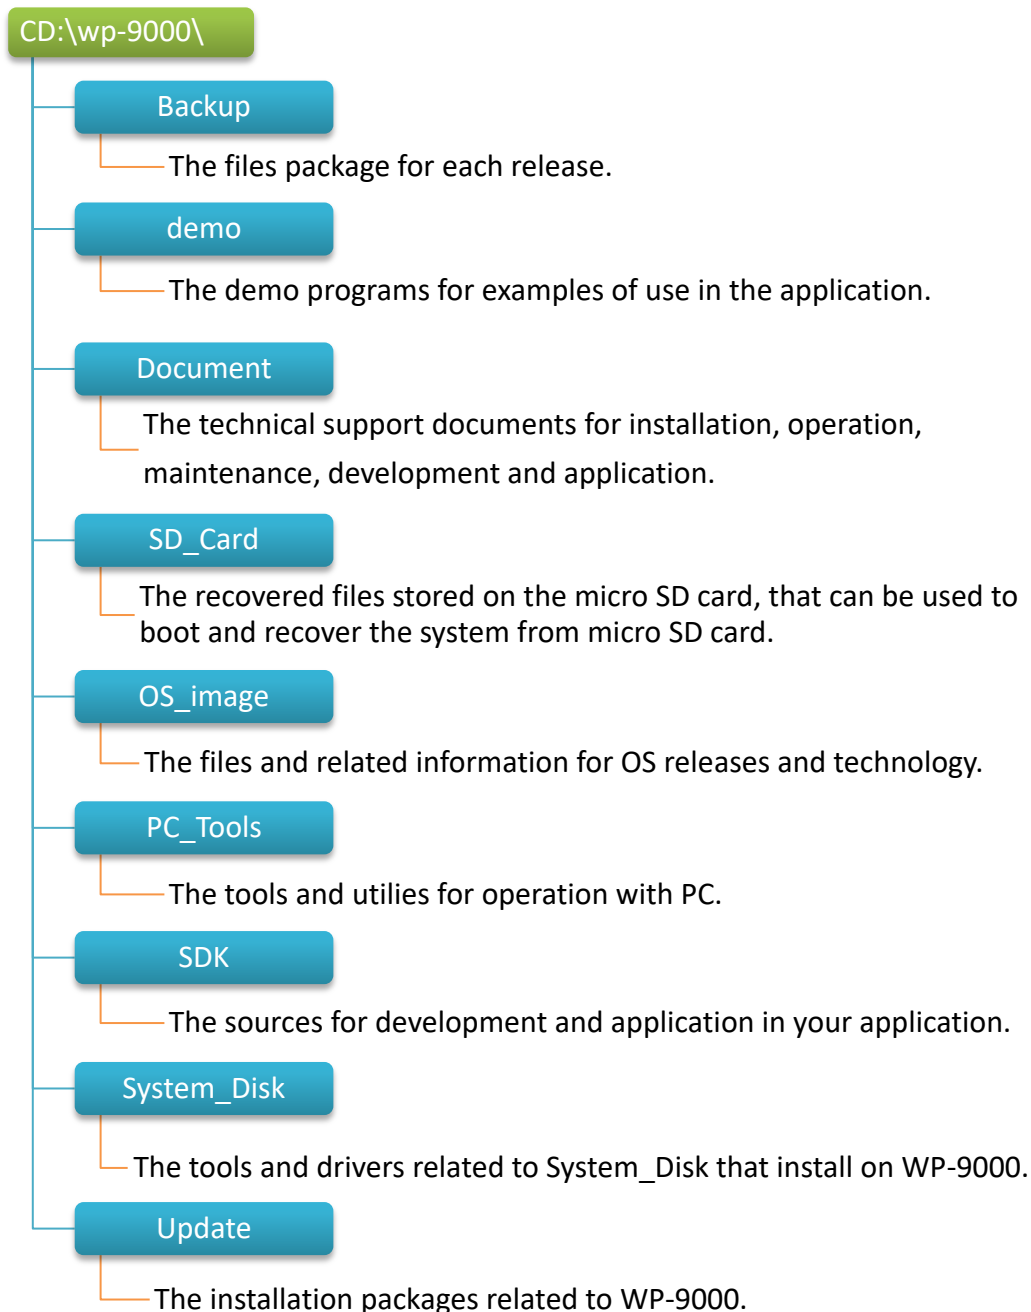 CD:\wp-9000\
Backup
The files package for each release.
demo
The demo programs for examples of use in the application.
Document
The technical support documents for installation, operation,
maintenance, development and application.
SD_Card
The recovered files stored on the micro SD card, that can be used to
boot and recover the system from micro SD card.
OS_image
The files and related information for OS releases and technology.
PC_Tools
The tools and utilies for operation with PC.
SDK
The sources for development and application in your application.
System_Disk
The tools and drivers related to System_Disk that install on WP-9000.
Update
The installation packages related to WP-9000.